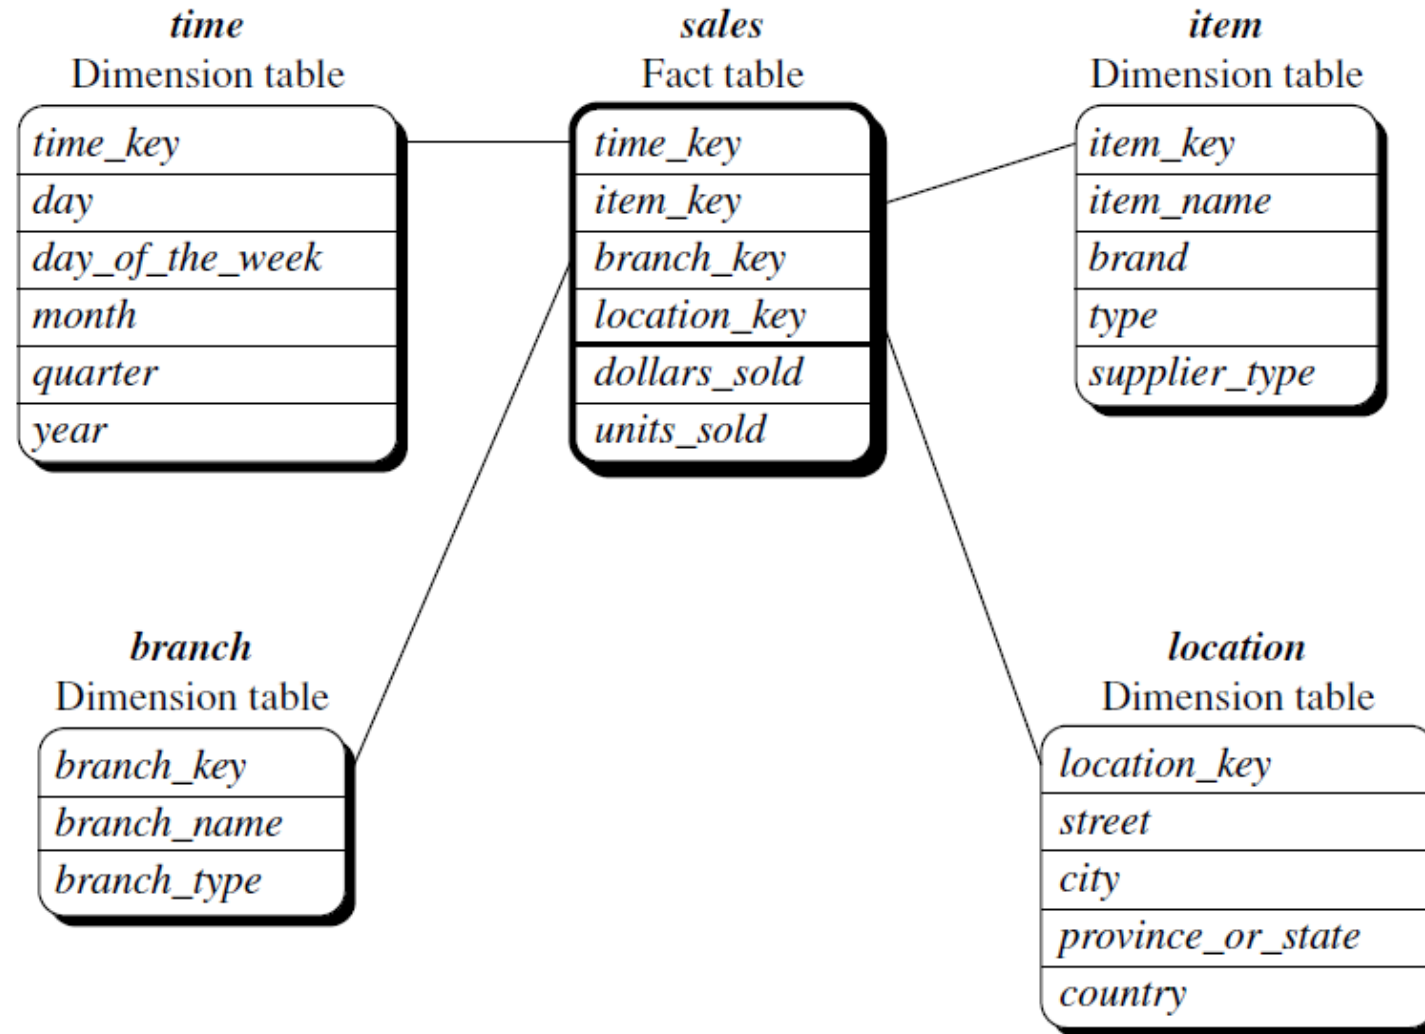 time
Dimension table
time_key
day
day_of_the_week
month
quarter
year
sales
Fact table
time_key
item_key
branch_key
location_key
dollars_sold
units_sold
item
Dimension table
item_key
item_name
brand
type
supplier_type
branch
Dimension table
branch_key
branch_name
branch_type
location
Dimension table
location_key
street
city
province_or_state
country